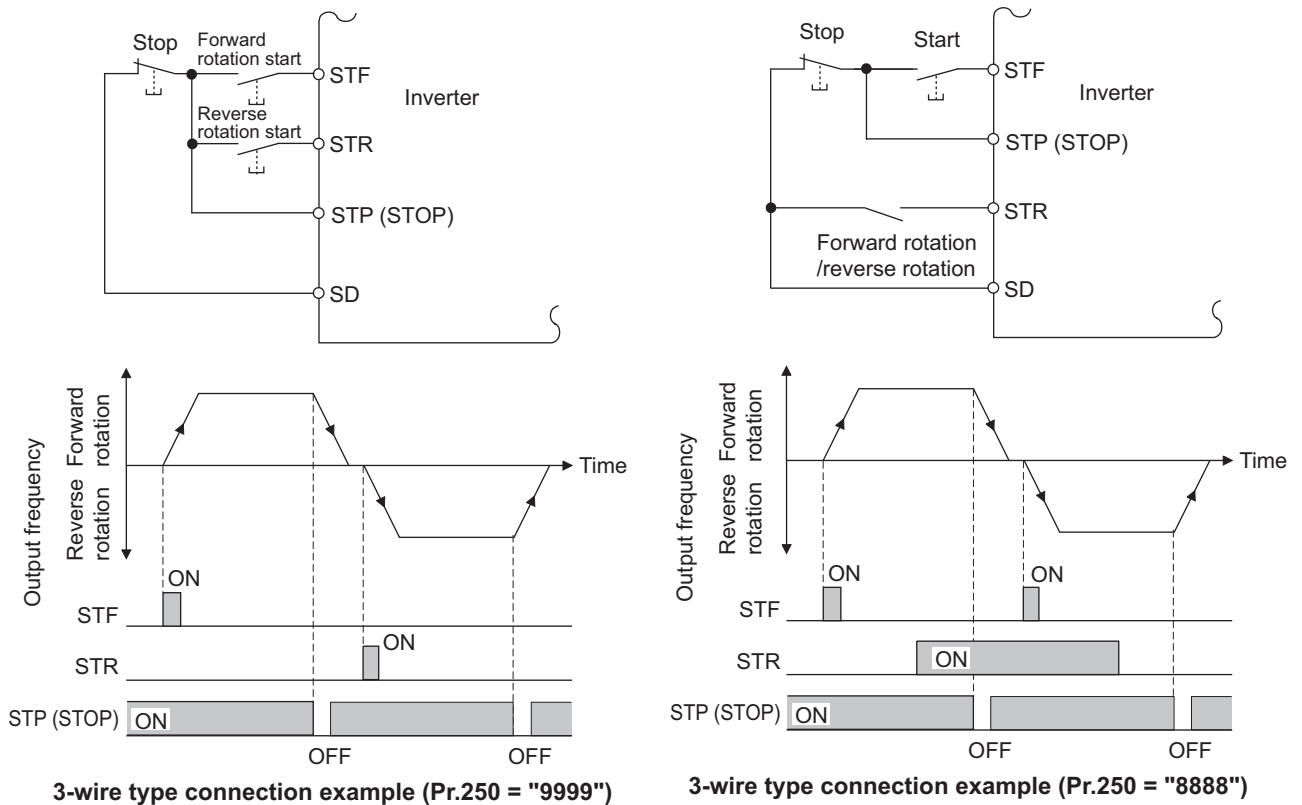 Stop
Forward
rotation start
STF
Inverter
Reverse
rotation start
STR
STP (STOP)
SD
Output frequency
Reverse rotation
Forward rotation
Time
ON
STF
ON
STR
STP (STOP)
ON
OFF
OFF
3-wire type connection example (Pr.250 = "9999")
Stop
Start
STF
Inverter
STP (STOP)
STR
Forward rotation
/reverse rotation
SD
Output frequency
Reverse rotation
Forward rotation
Time
ON
ON
STF
STR
ON
STP (STOP)
ON
OFF
OFF
3-wire type connection example (Pr.250 = "8888")